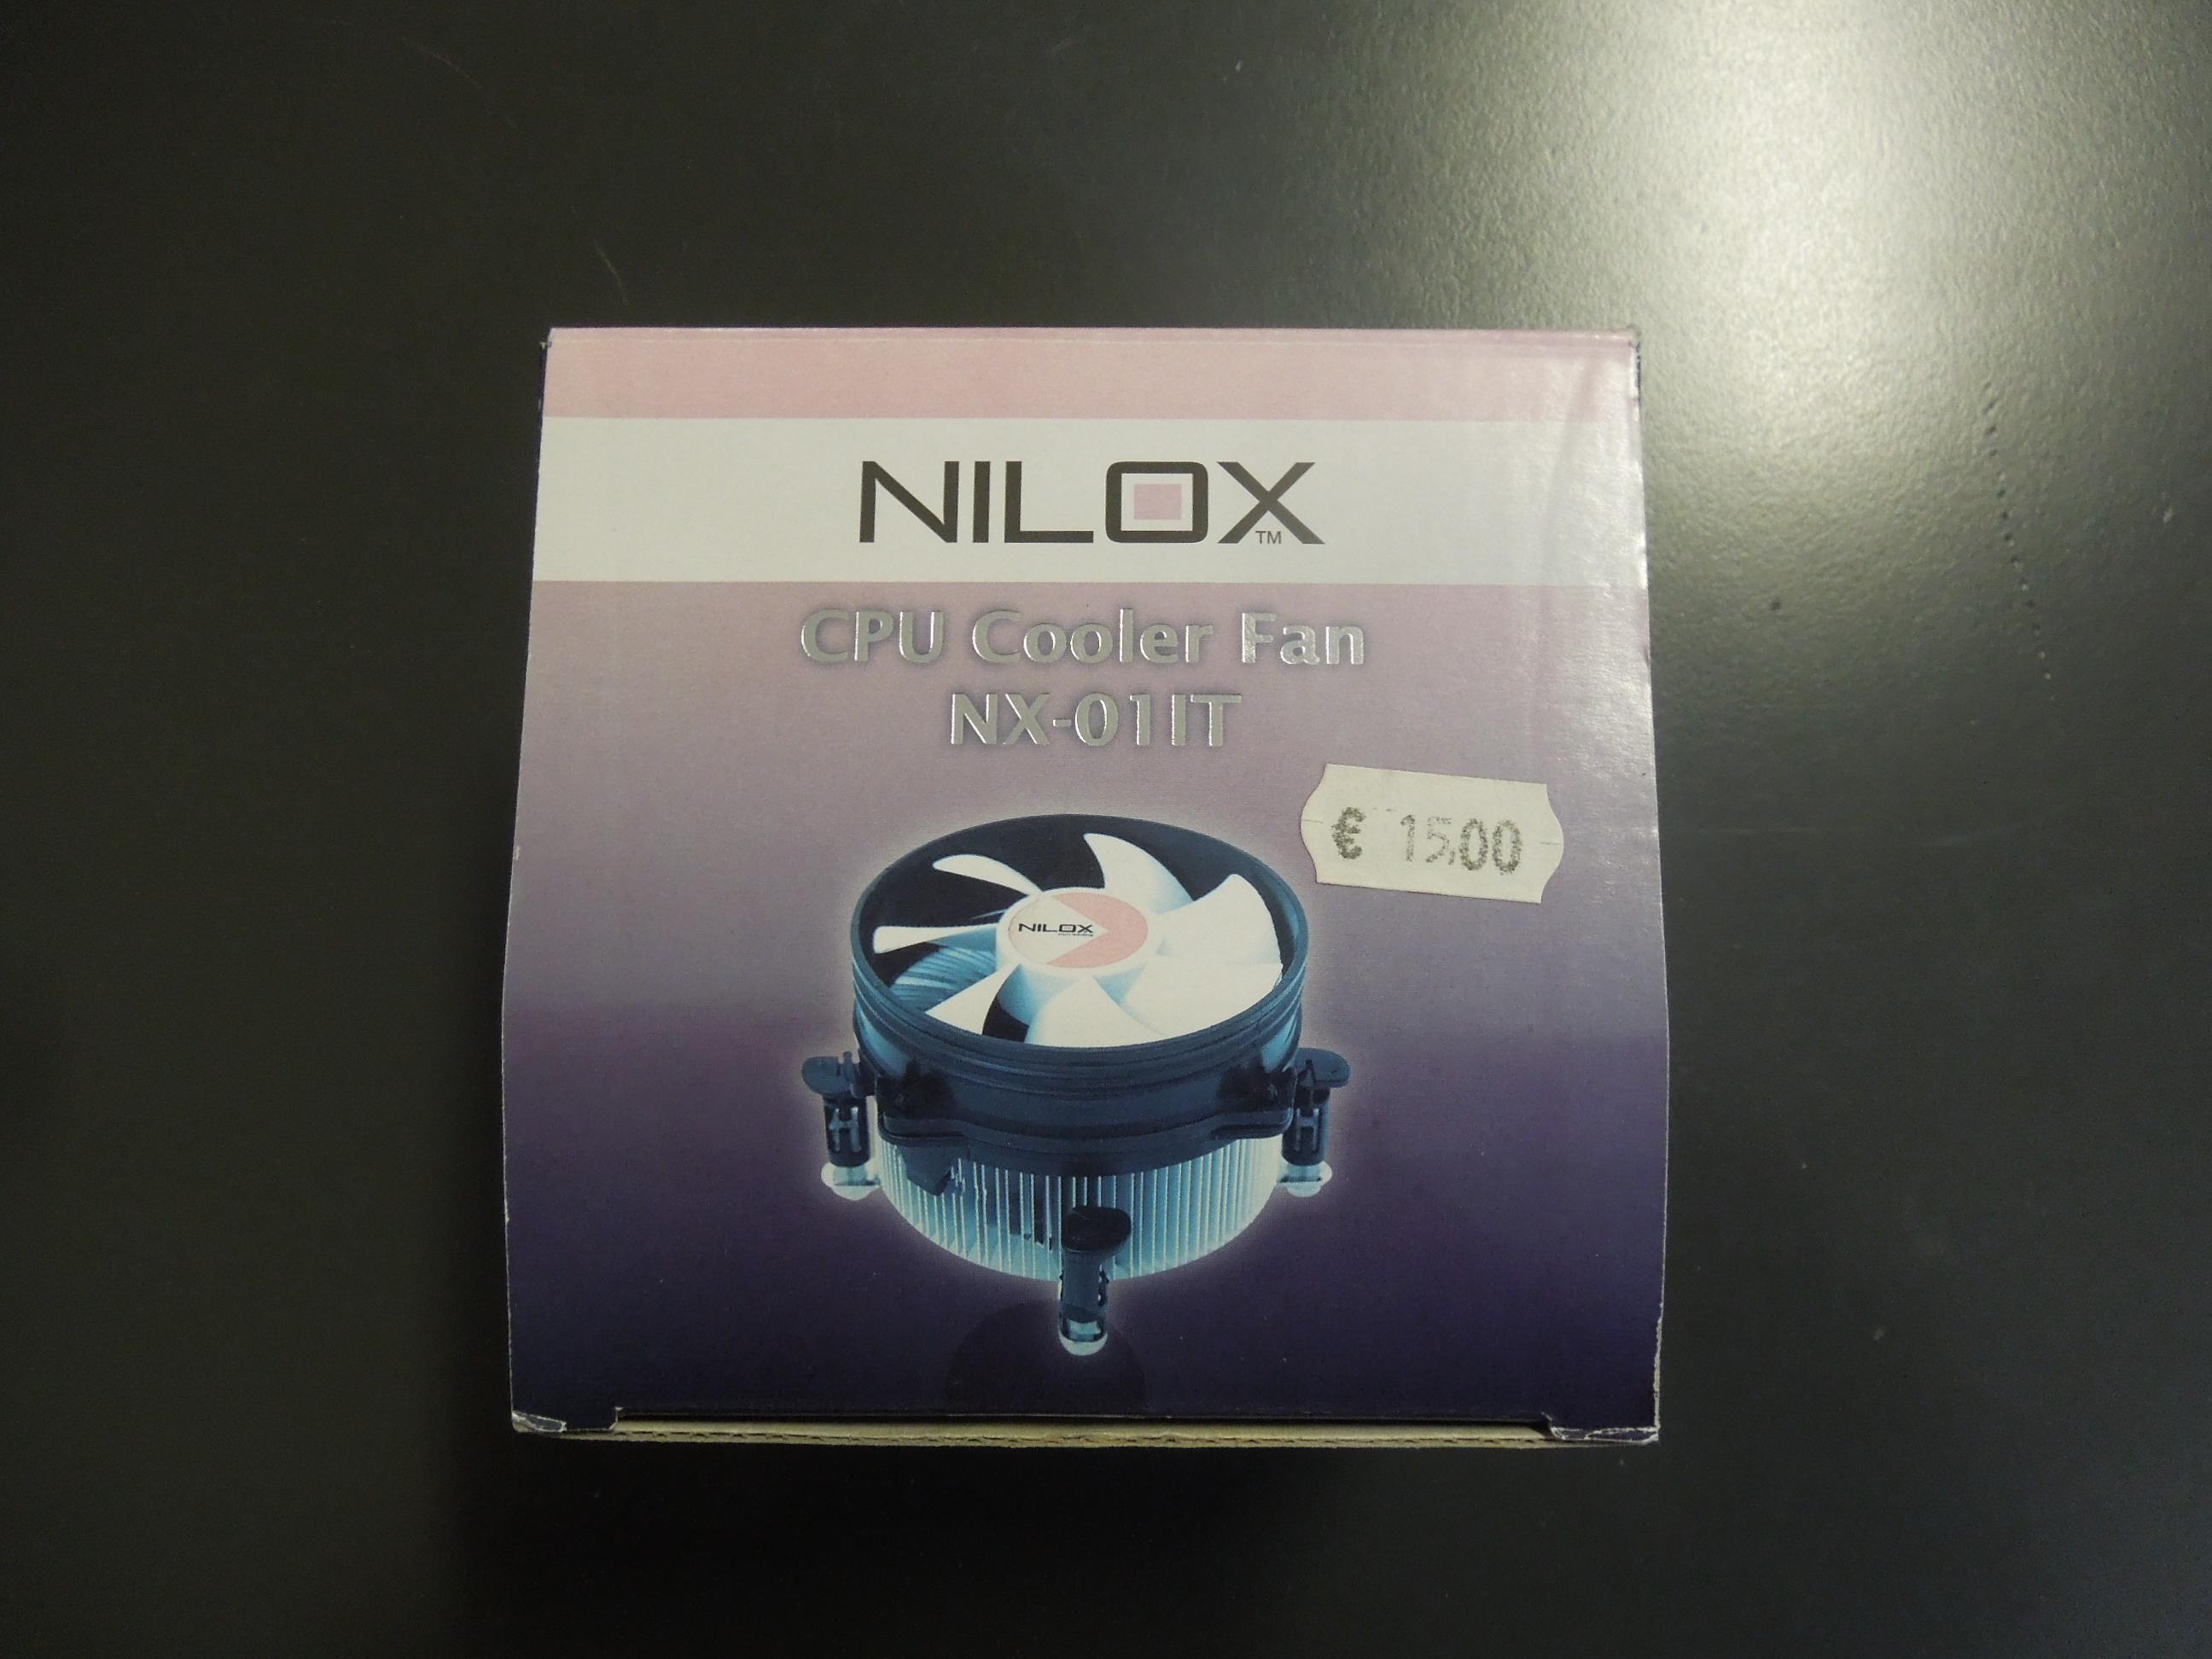 NILOX
TM
CPU Cooler Fan
NX-01IT
€ 15,00
NILOX